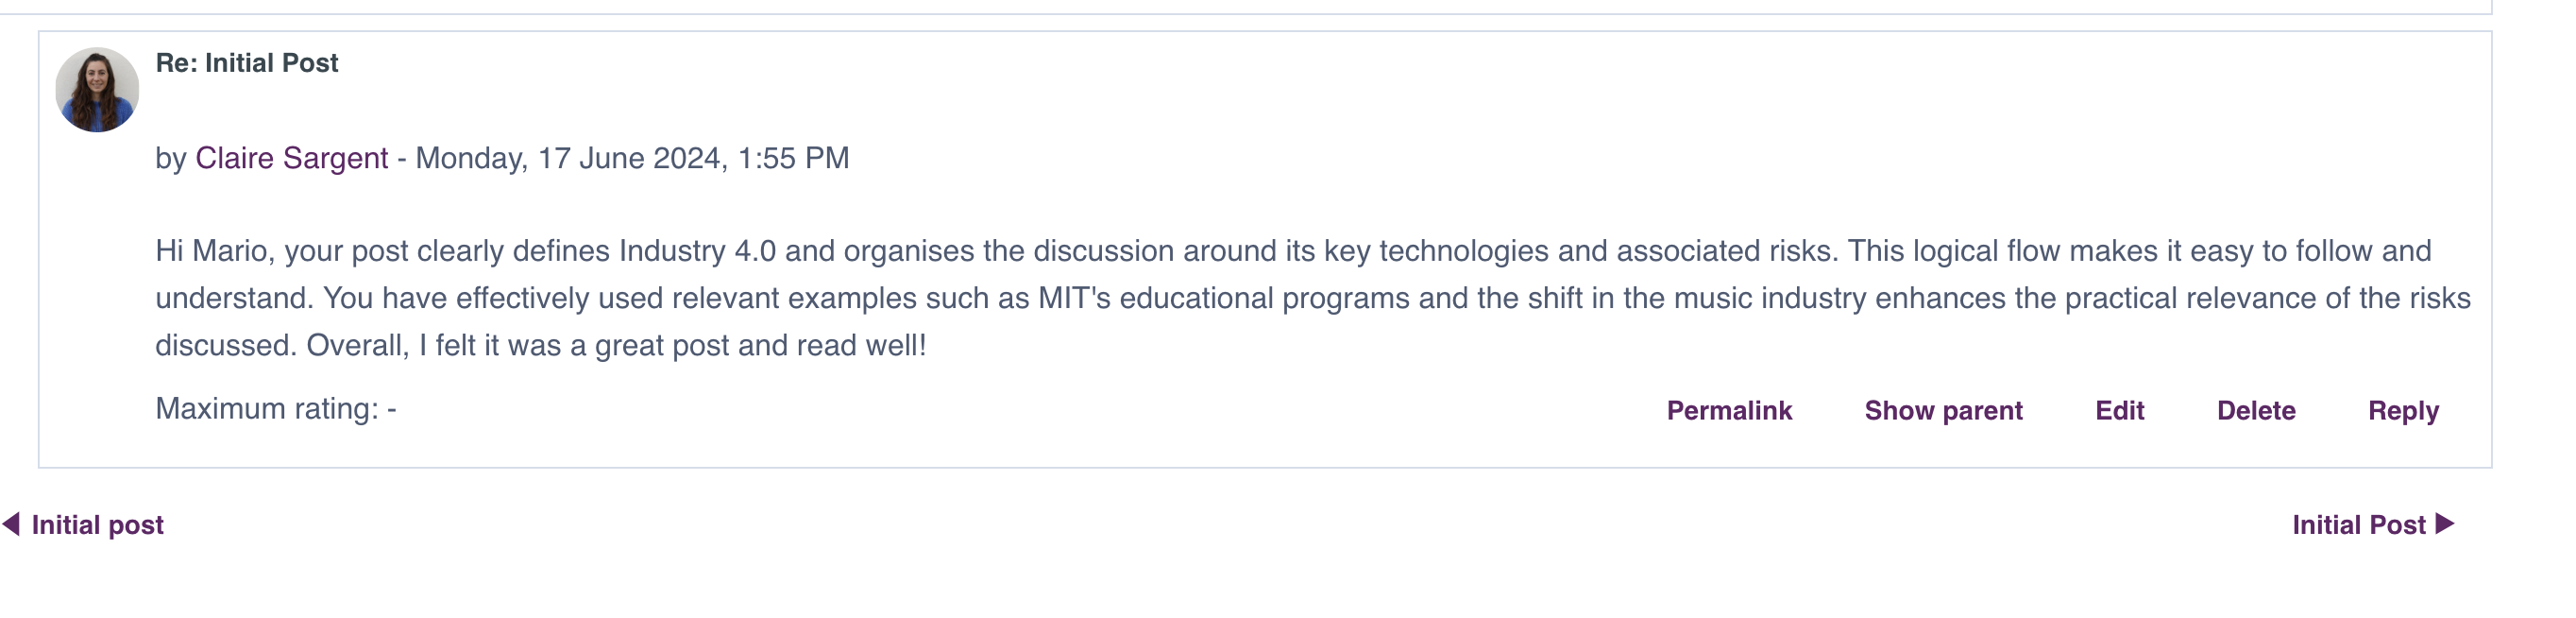 Re: Initial Post
by Claire Sargent - Monday, 17 June 2024, 1:55 PM
Hi Mario, your post clearly defines Industry 4.0 and organises the discussion around its key technologies and associated risks. This logical flow makes it easy to follow and
understand. You have effectively used relevant examples such as MIT's educational programs and the shift in the music industry enhances the practical relevance of the risks
discussed. Overall, I felt it was a great post and read well!
Maximum rating: -
Permalink Show parent Edit Delete Reply
◀ Initial post
Initial Post ▶